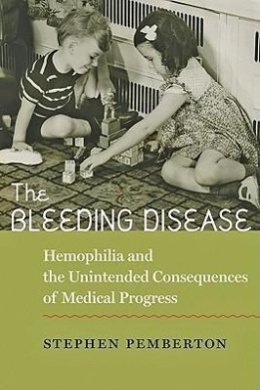 The
BLEEDING DISEASE
Hemophilia and
the Unintended Consequences
of Medical Progress
STEPHEN PEMBERTON